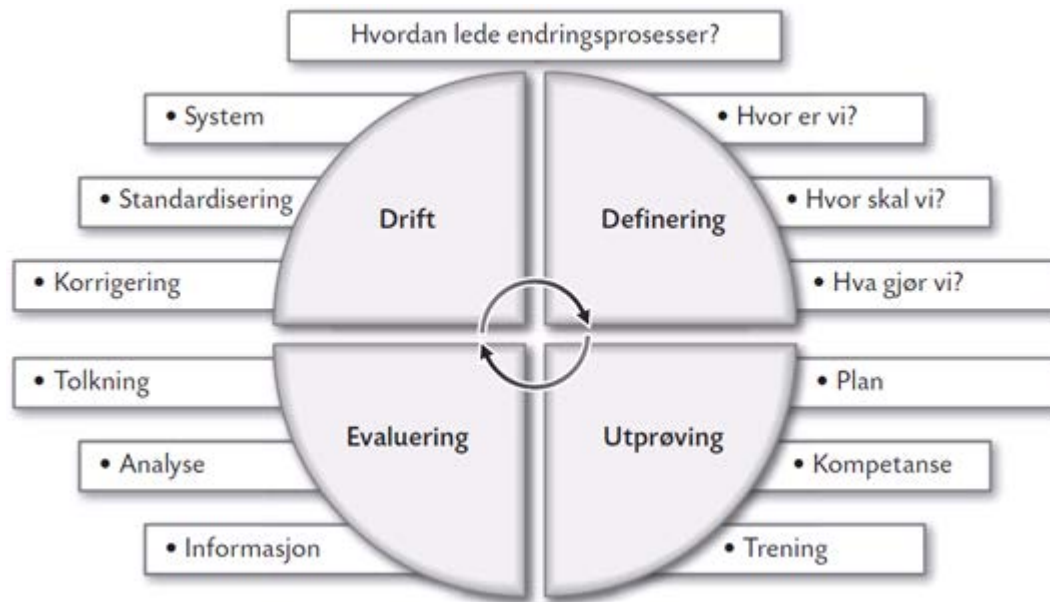 Hvordan lede endringsprosesser?
• System
• Hvor er vi?
• Standardisering
• Hvor skal vi?
Drift
Definering
• Korrigering
• Hva gjør vi?
• Tolkning
• Plan
Evaluering
Utprøving
• Analyse
• Kompetanse
• Informasjon
• Trening